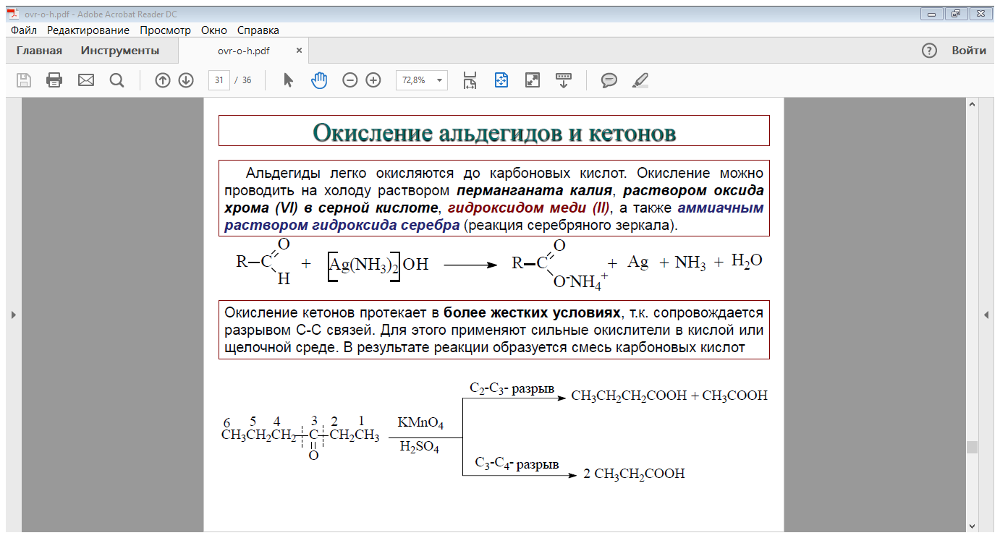 ovr-o-h.pdf - Adobe Acrobat Reader DC
Файл Редактирование Просмотр Окно Справка
Главная Инструменты ovr-o-h.pdf × ? Войти
31 / 36 72,8%
Окисление альдегидов и кетонов
Альдегиды легко окисляются до карбоновых кислот. Окисление можно
проводить на холоду раствором перманганата калия, раствором оксида
хрома (VI) в серной кислоте, гидроксидом меди (II), а также аммиачным
раствором гидроксида серебра (реакция серебряного зеркала).
O O
R–C + [Ag(NH₃)₂]OH → R–C + Ag + NH₃ + H₂O
H O⁻NH₄⁺
Окисление кетонов протекает в более жестких условиях, т.к. сопровождается
разрывом С-С связей. Для этого применяют сильные окислители в кислой или
щелочной среде. В результате реакции образуется смесь карбоновых кислот
C₂-C₃- разрыв
CH₃CH₂CH₂COOH + CH₃COOH
6 5 4 3 2 1
KMnO₄
CH₃CH₂CH₂–C–CH₂CH₃
H₂SO₄
O
C₃-C₄- разрыв
2 CH₃CH₂COOH